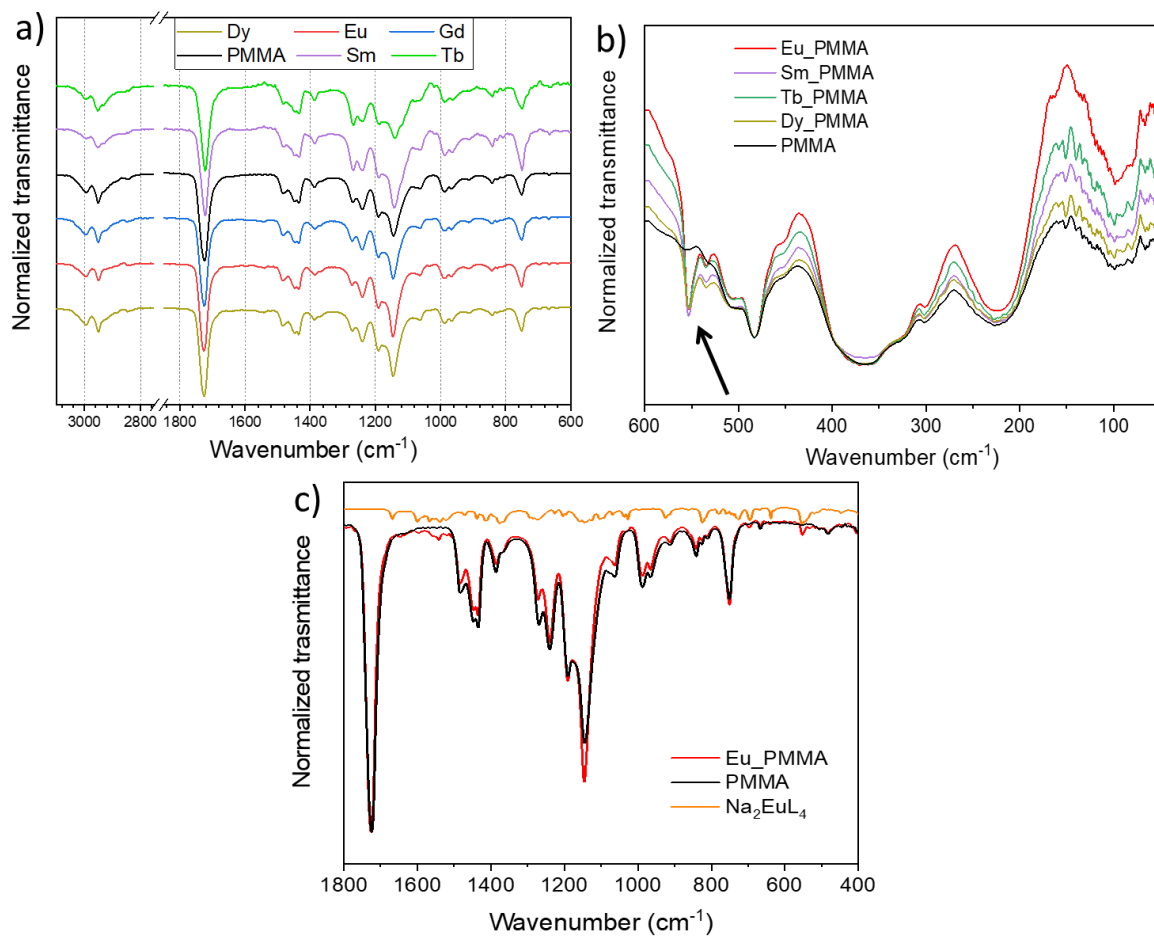 a)
Dy Eu Gd
PMMA Sm Tb
Normalized transmittance
3000 2800 1800 1600 1400 1200 1000 800 600
Wavenumber (cm⁻¹)
b)
Eu_PMMA
Sm_PMMA
Tb_PMMA
Dy_PMMA
PMMA
Normalized transmittance
600 500 400 300 200 100
Wavenumber (cm⁻¹)
c)
Normalized trasmittance
Eu_PMMA
PMMA
Na₂EuL₄
1800 1600 1400 1200 1000 800 600 400
Wavenumber (cm⁻¹)